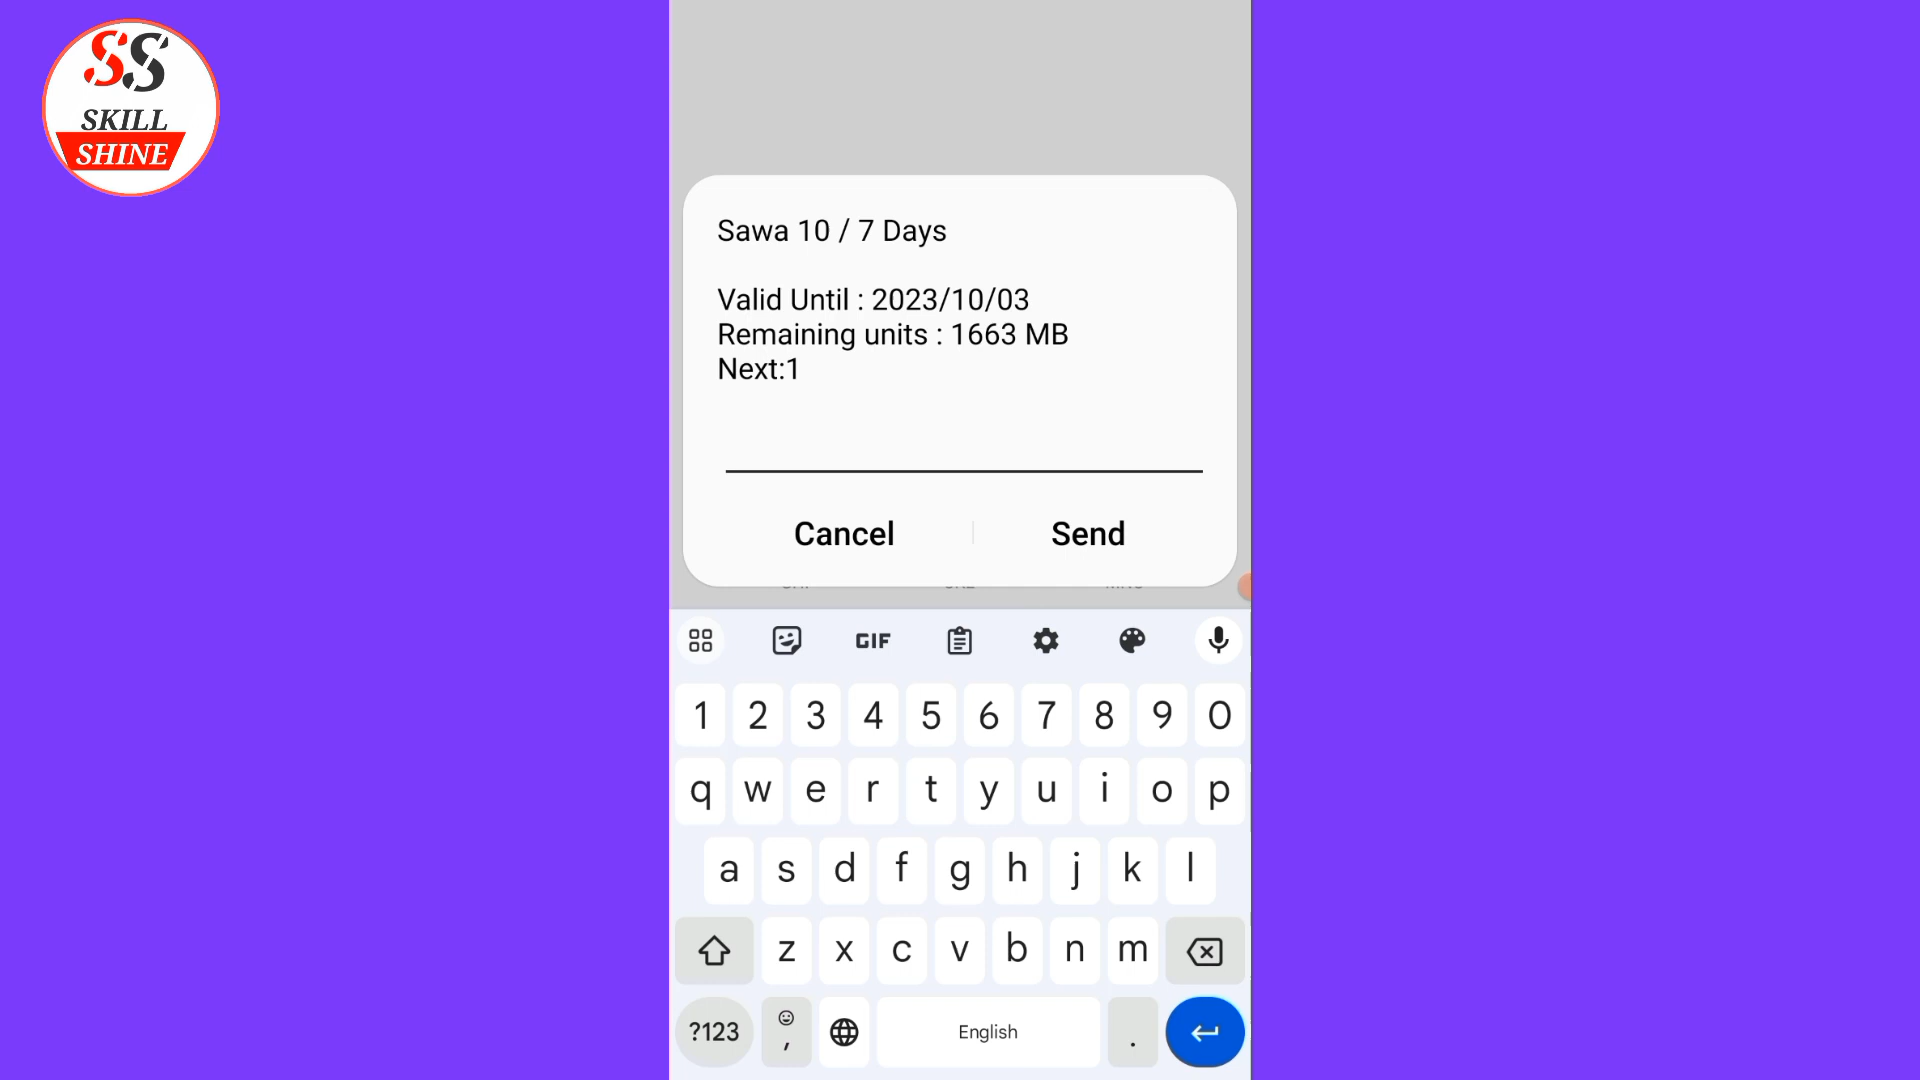 SS
SKILL
SHINE
Sawa 10 / 7 Days
Valid Until : 2023/10/03
Remaining units : 1663 MB
Next:1
Cancel
Send
GIF
1 2 3 4 5 6 7 8 9 0
q w e r t y u i o p
a s d f g h j k l
z x c v b n m
?123 , English .